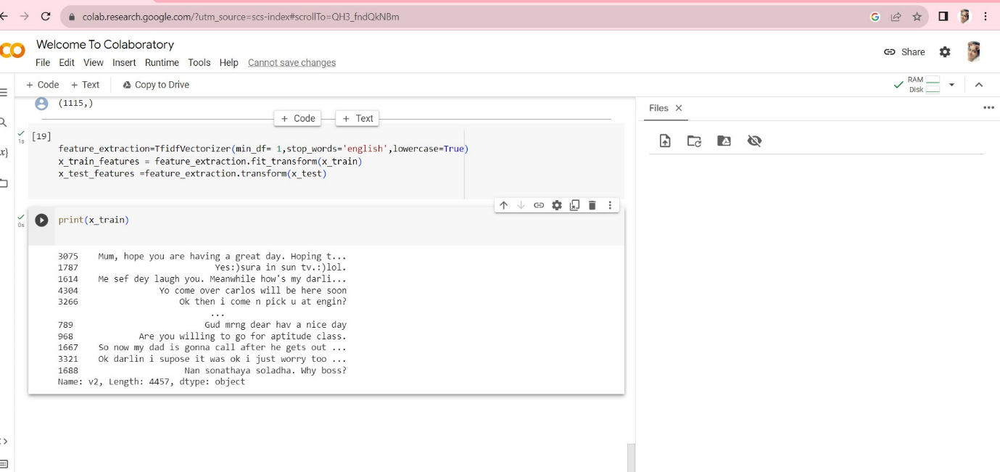 colab.research.google.com/?utm_source=scs-index#scrollTo=QH3_fndQkNBm
Welcome To Colaboratory
File Edit View Insert Runtime Tools Help Cannot save changes
Share
+ Code + Text Copy to Drive
RAM
Disk
(1115,)
+ Code + Text
Files
1s
[19]
feature_extraction=TfidfVectorizer(min_df= 1,stop_words='english',lowercase=True)
x_train_features = feature_extraction.fit_transform(x_train)
x_test_features =feature_extraction.transform(x_test)
0s
print(x_train)
3075 Mum, hope you are having a great day. Hoping t...
1787 Yes:)sura in sun tv.:)lol.
1614 Me sef dey laugh you. Meanwhile how's my darli...
4304 Yo come over carlos will be here soon
3266 Ok then i come n pick u at engin?
...
789 Gud mrng dear hav a nice day
968 Are you willing to go for aptitude class.
1667 So now my dad is gonna call after he gets out ...
3321 Ok darlin i supose it was ok i just worry too ...
1688 Nan sonathaya soladha. Why boss?
Name: v2, Length: 4457, dtype: object